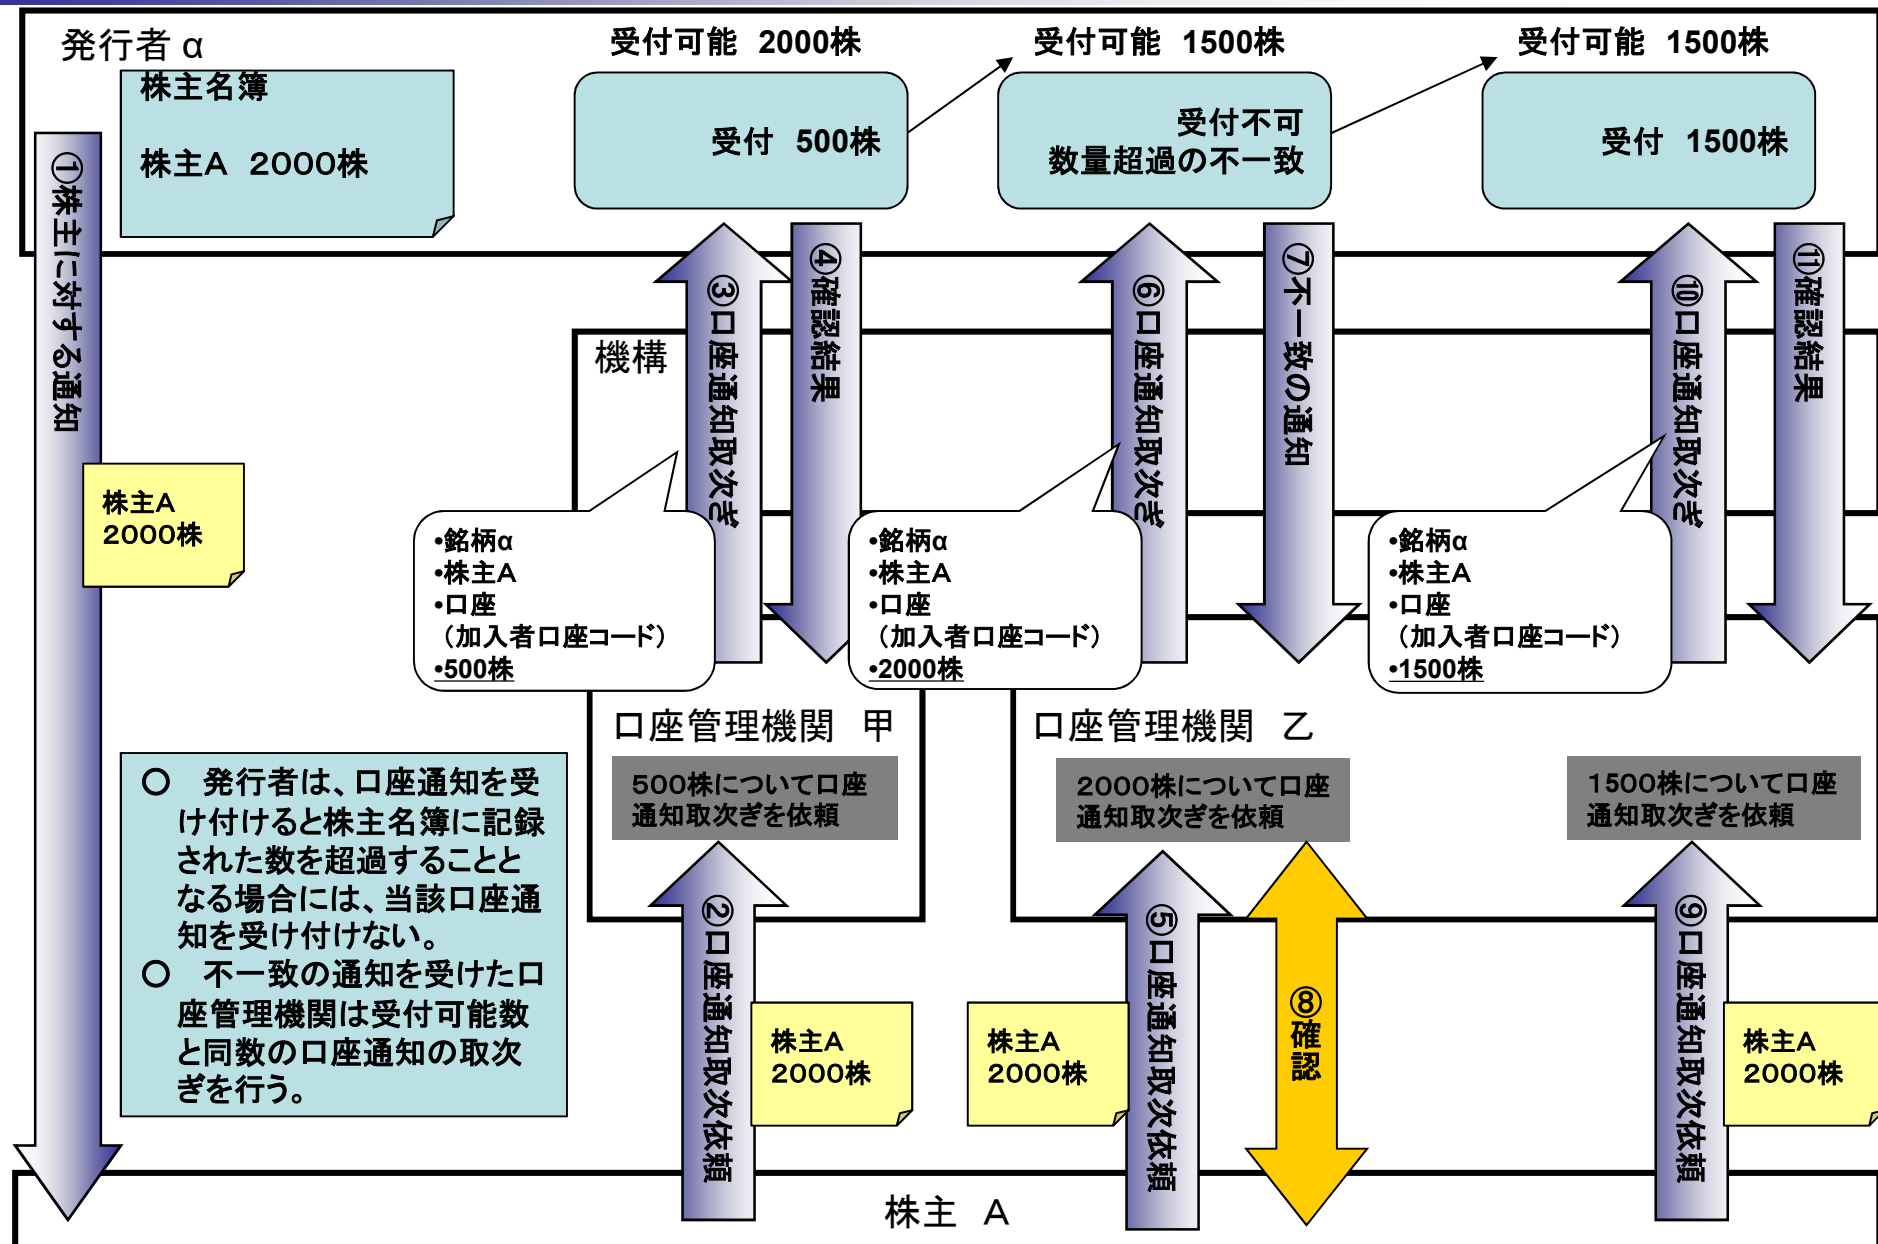 発行者 α
株主名簿
株主A 2000株
受付可能 2000株
受付 500株
受付可能 1500株
受付不可
数量超過の不一致
受付可能 1500株
受付 1500株
①株主に対する通知
株主A
2000株
③口座通知取次ぎ
④確認結果
⑥口座通知取次ぎ
⑦不一致の通知
⑩口座通知取次ぎ
⑪確認結果
機構
•銘柄α
•株主A
•口座
（加入者口座コード）
•500株
•銘柄α
•株主A
•口座
（加入者口座コード）
•2000株
•銘柄α
•株主A
•口座
（加入者口座コード）
•1500株
口座管理機関 甲
500株について口座
通知取次ぎを依頼
口座管理機関 乙
2000株について口座
通知取次ぎを依頼
1500株について口座
通知取次ぎを依頼
○ 発行者は、口座通知を受
け付けると株主名簿に記録
された数を超過することと
なる場合には、当該口座通
知を受け付けない。
○ 不一致の通知を受けた口
座管理機関は受付可能数
と同数の口座通知の取次
ぎを行う。
②口座通知取次依頼
株主A
2000株
株主A
2000株
⑤口座通知取次依頼
⑧確認
⑨口座通知取次依頼
株主A
2000株
株主 A